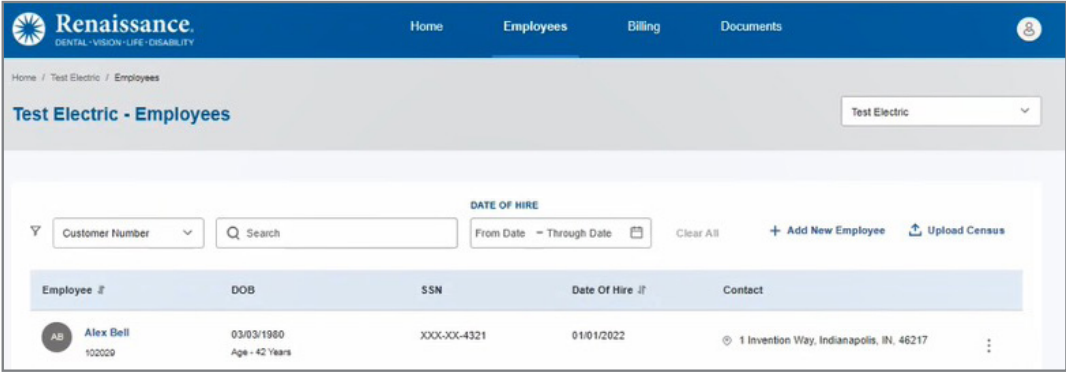 Renaissance.
DENTAL-VISION-LIFE-DISABILITY
Home Employees Billing Documents
Home / Test Electric / Employees
Test Electric - Employees
Test Electric
DATE OF HIRE
Customer Number Search From Date – Through Date Clear All + Add New Employee Upload Census
Employee DOB SSN Date Of Hire Contact
AB Alex Bell 03/03/1980 XXX-XX-4321 01/01/2022 1 Invention Way, Indianapolis, IN, 46217
102029 Age - 42 Years